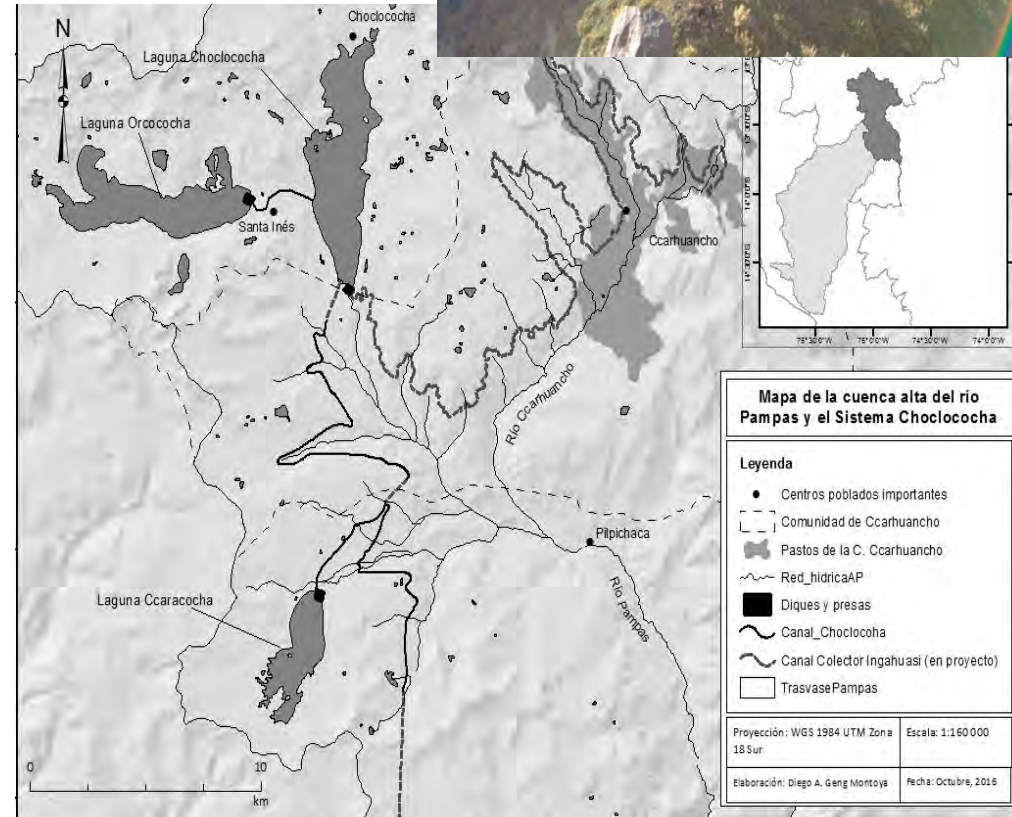 N
Choclococha
Laguna Choclococha
Laguna Orcococha
Santa Inés
Ccarhuancho
Río Ccarhuancho
Pilpichaca
Río Pampas
Laguna Ccaracocha
0 10
km
75°30'0"W 75°0'0"W 74°30'0"W 74°0'0"W
Mapa de la cuenca alta del río
Pampas y el Sistema Choclococha
Leyenda
Centros poblados importantes
Comunidad de Ccarhuancho
Pastos de la C. Ccarhuancho
Red_hídricaAP
Diques y presas
Canal_Choclocoha
Canal Colector Ingahuasi (en proyecto)
TrasvasePampas
Proyección: WGS 1984 UTM Zona
18 Sur
Escala: 1:160 000
Elaboración: Diego A. Geng Montoya
Fecha: Octubre, 2016